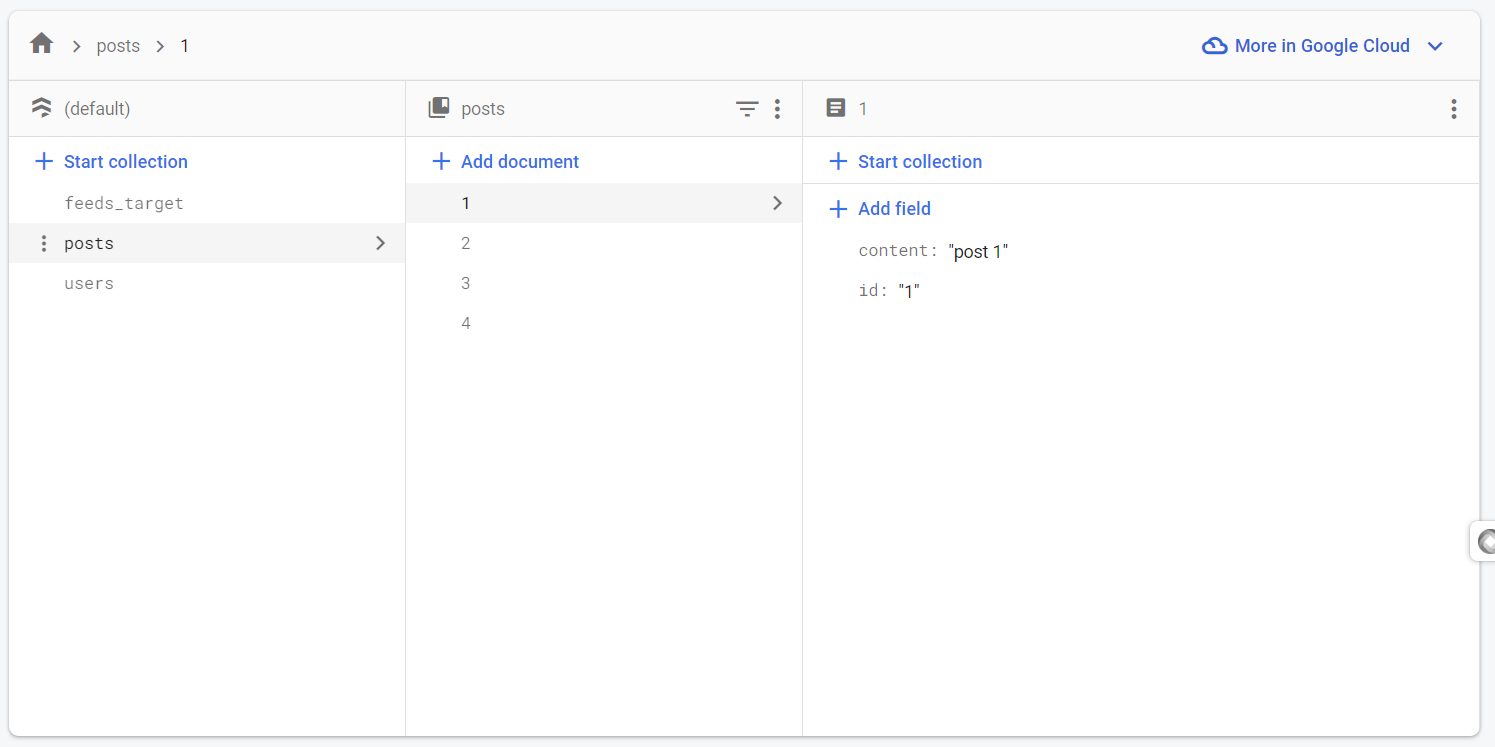 posts 1
More in Google Cloud
(default)
Start collection
feeds_target
posts
users
posts
Add document
1
2
3
4
1
Start collection
Add field
content: "post 1"
id: "1"